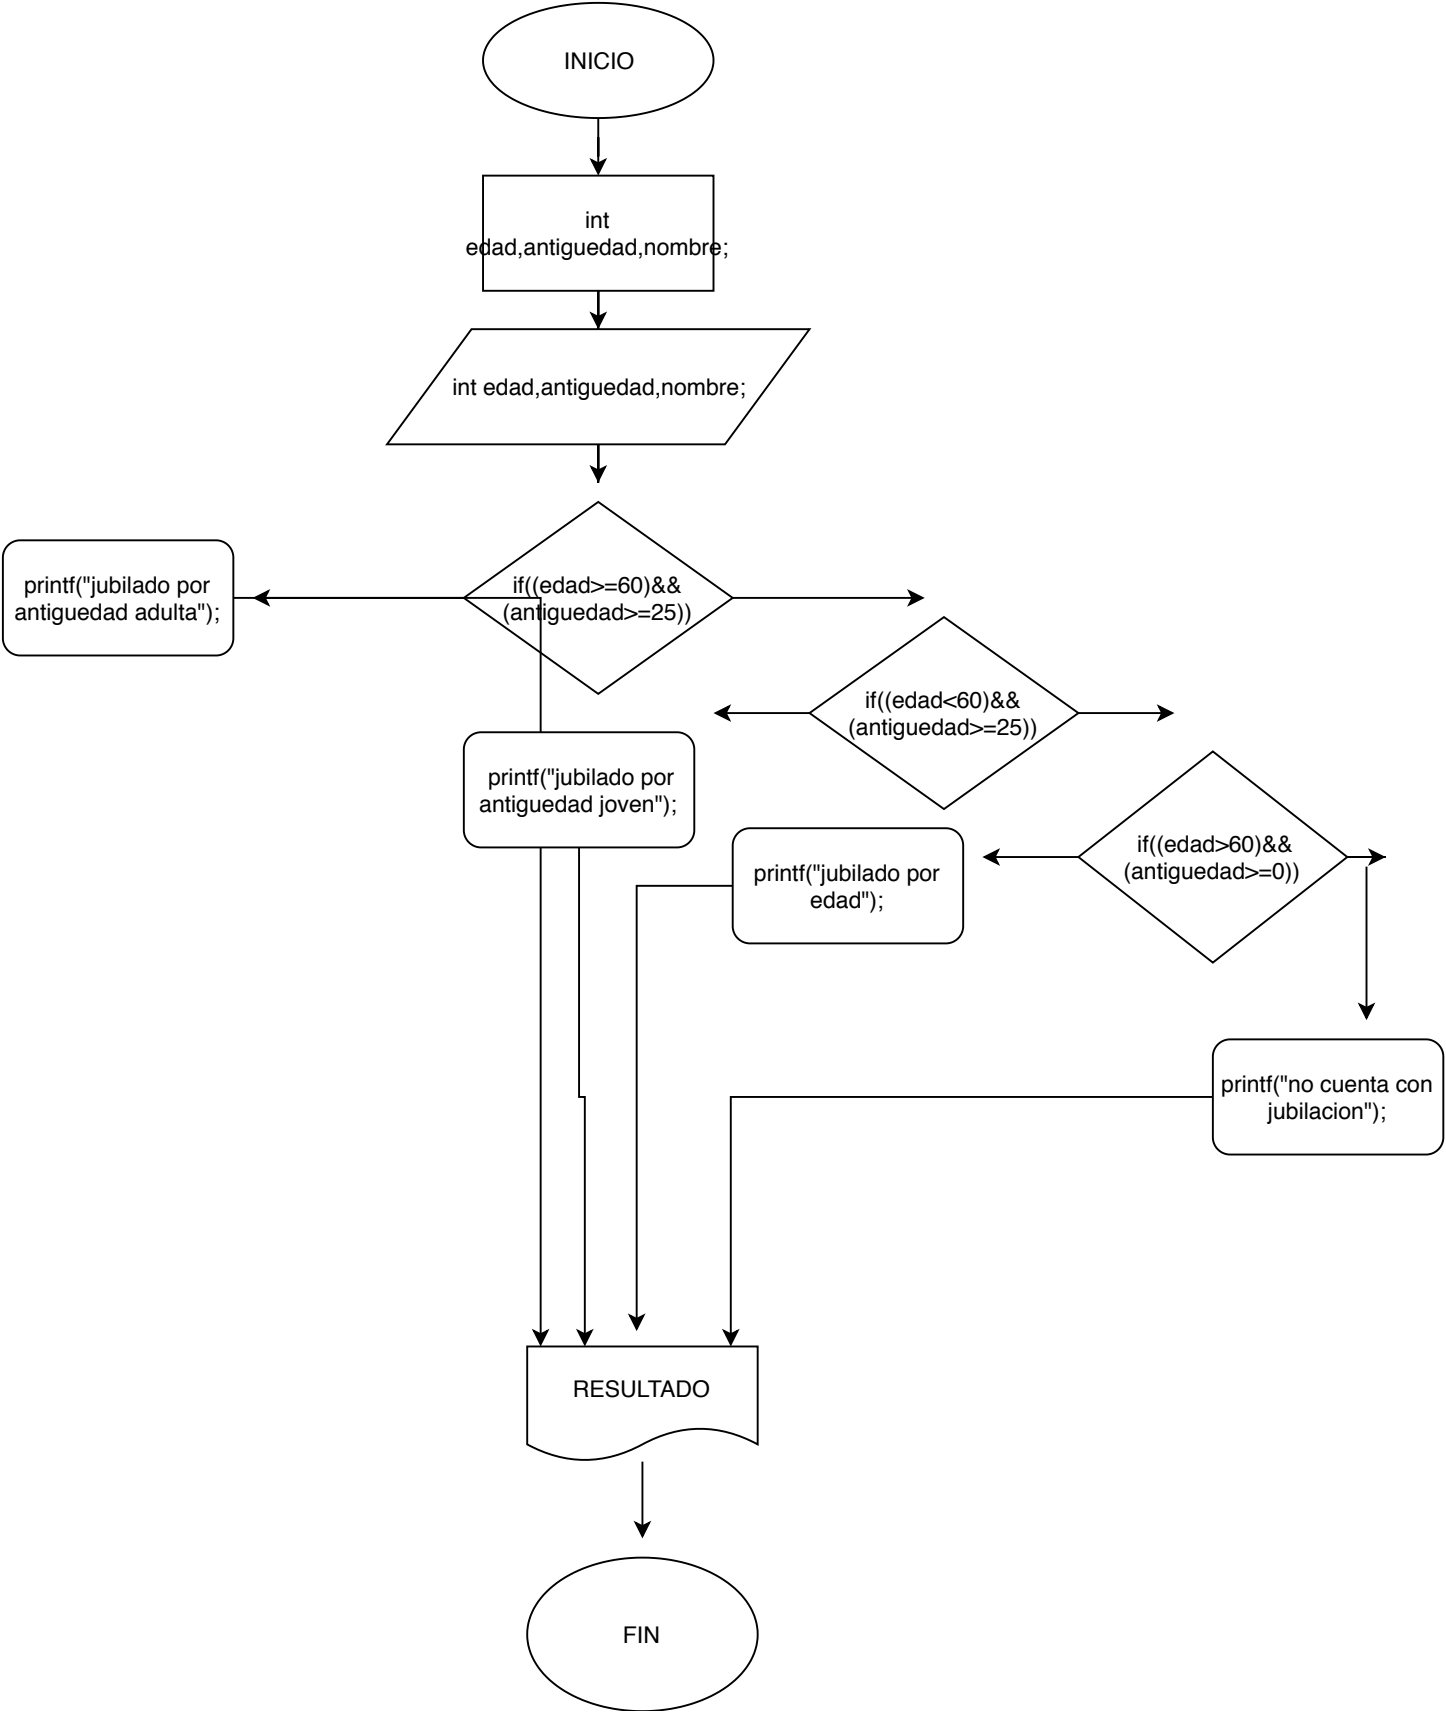 INICIO
int
edad,antiguedad,nombre;
int edad,antiguedad,nombre;
if((edad>=60)&&
(antiguedad>=25))
printf("jubilado por
antiguedad adulta");
if((edad<60)&&
(antiguedad>=25))
printf("jubilado por
antiguedad joven");
if((edad>60)&&
(antiguedad>=0))
printf("jubilado por
edad");
printf("no cuenta con
jubilacion");
RESULTADO
FIN